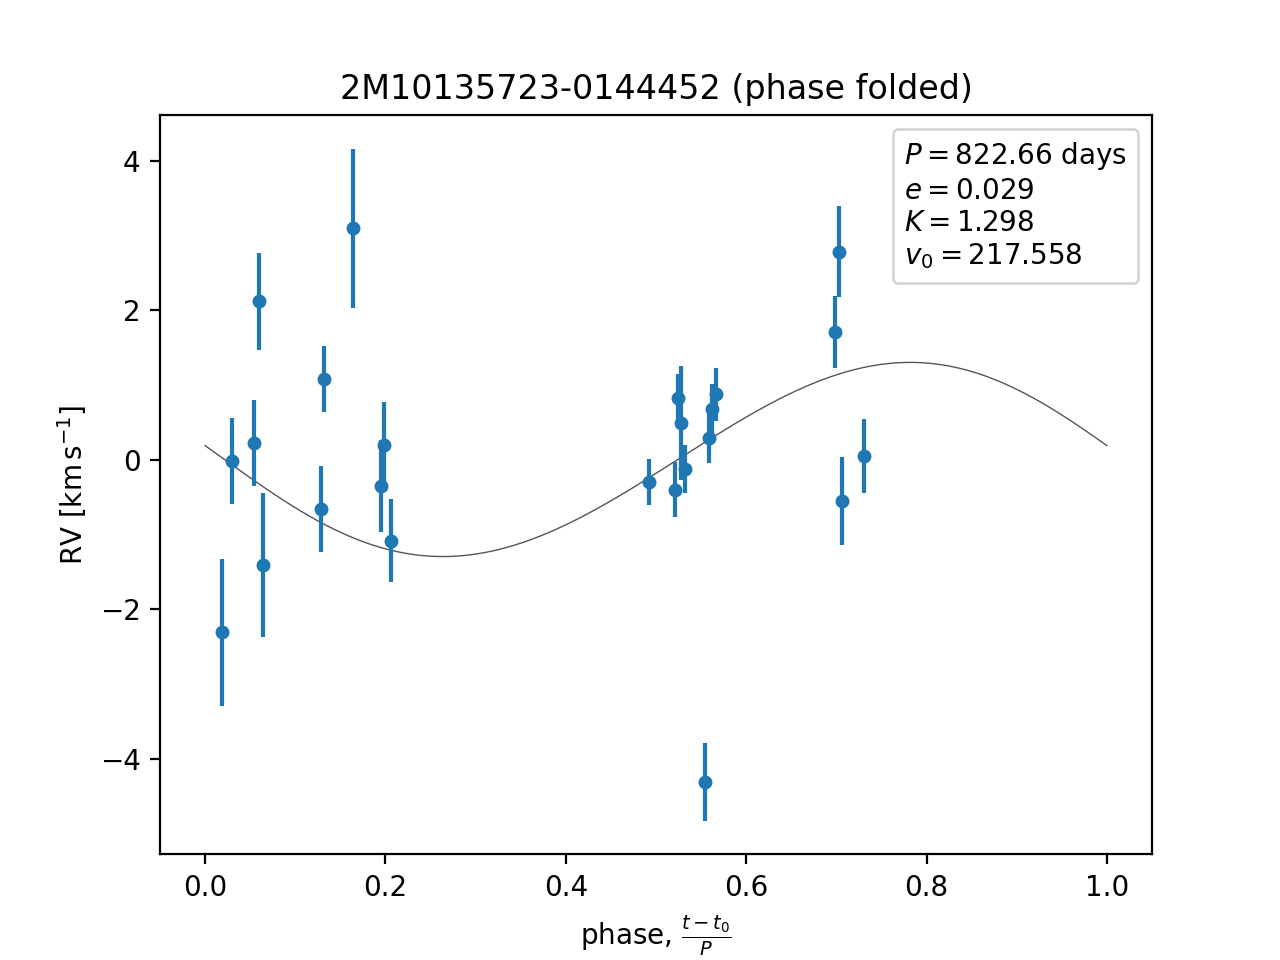 2M10135723-0144452 (phase folded)
P = 822.66 days
e = 0.029
K = 1.298
v₀ = 217.558
RV [km s⁻¹]
4
2
0
−2
−4
0.0 0.2 0.4 0.6 0.8 1.0
phase, (t − t₀)/P